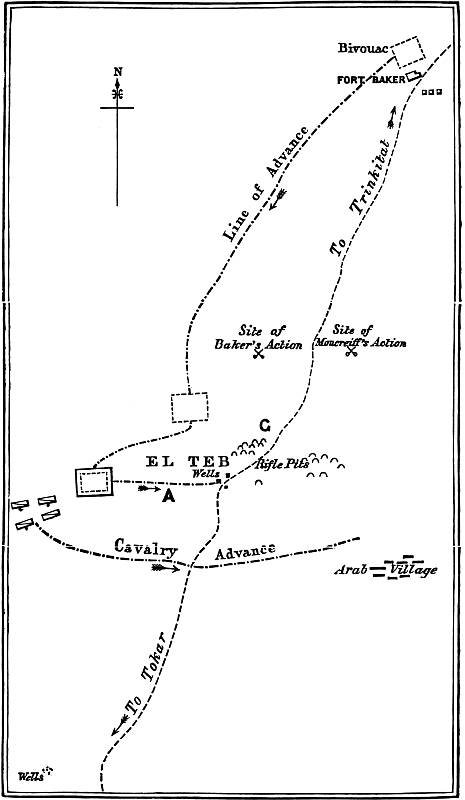 Bivouac
N
FORT BAKER
Line of Advance
To Trinkitat
Site of
Baker's Action
Site of
Moncreiff's Action
C
EL TEB
Wells
Rifle Pits
A
Cavalry Advance
Arab Village
To Tokar
Wells